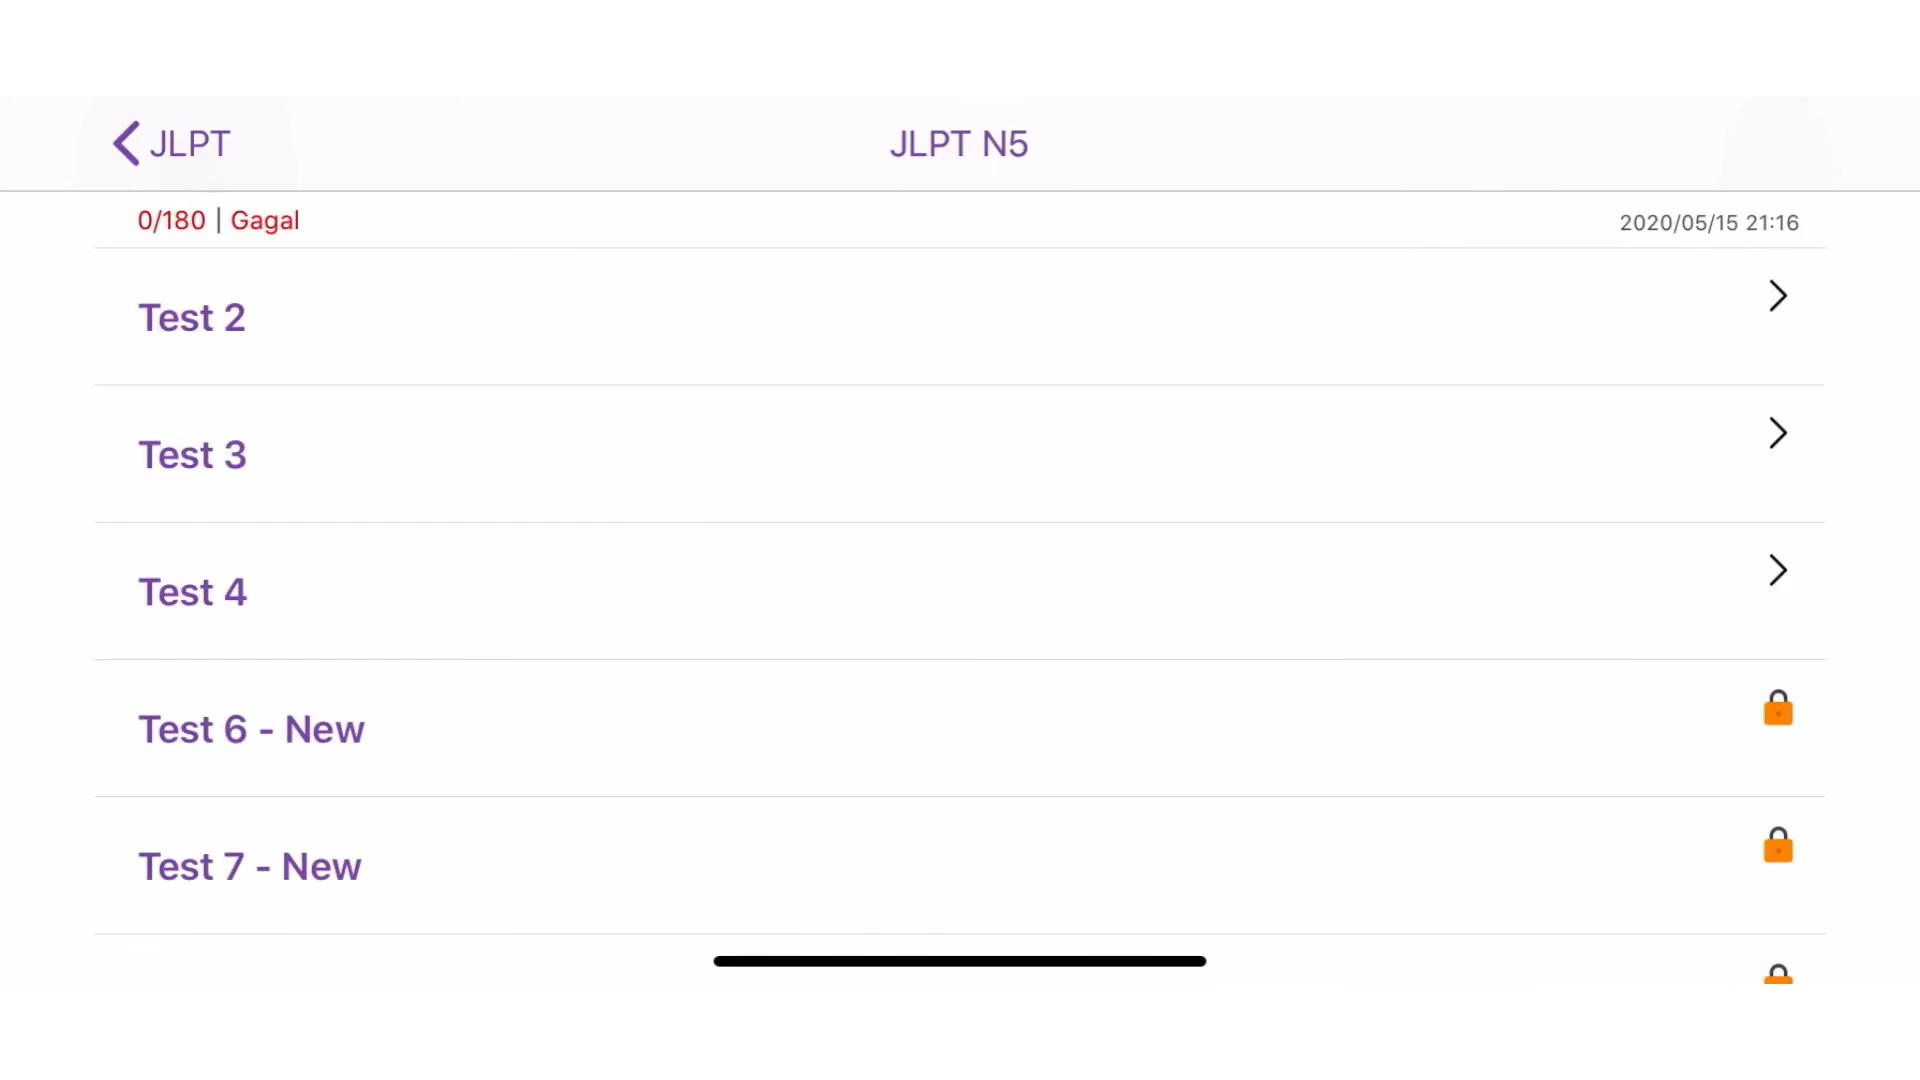 JLPT
JLPT N5
0/180 | Gagal
2020/05/15 21:16
Test 2
Test 3
Test 4
Test 6 - New
Test 7 - New